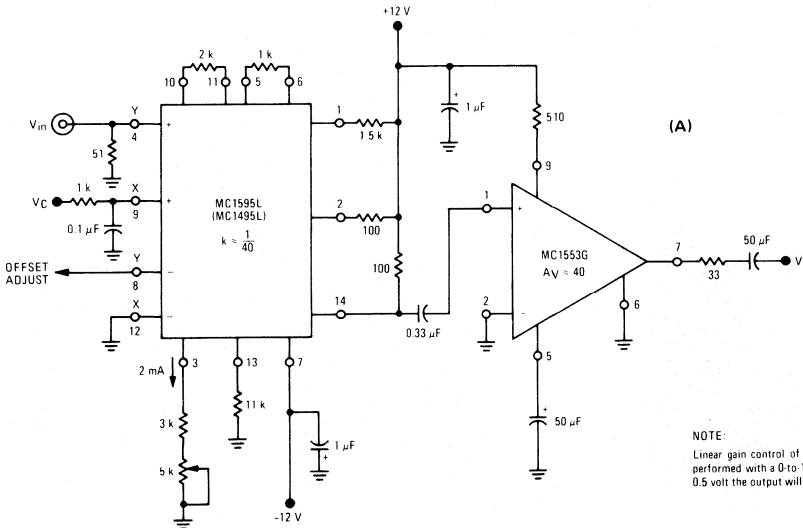 +12 V
2 k
1 k
10
11
5
6
Vin
Y
4
+
51
1
1.5 k
1 µF
+
510
(A)
9
VC
1 k
X
9
+
0.1 µF
MC1595L
(MC1495L)
k ≈ 1/40
2
100
100
1
+
MC1553G
AV ≈ 40
7
33
50 µF
+
V
OFFSET
ADJUST
Y
8
−
X
12
−
14
0.33 µF
2
-
6
5
2 mA
3
13
7
3 k
11 k
5 k
1 µF
+
-12 V
+
50 µF
NOTE:
Linear gain control of
performed with a 0-to-
0.5 volt the output will